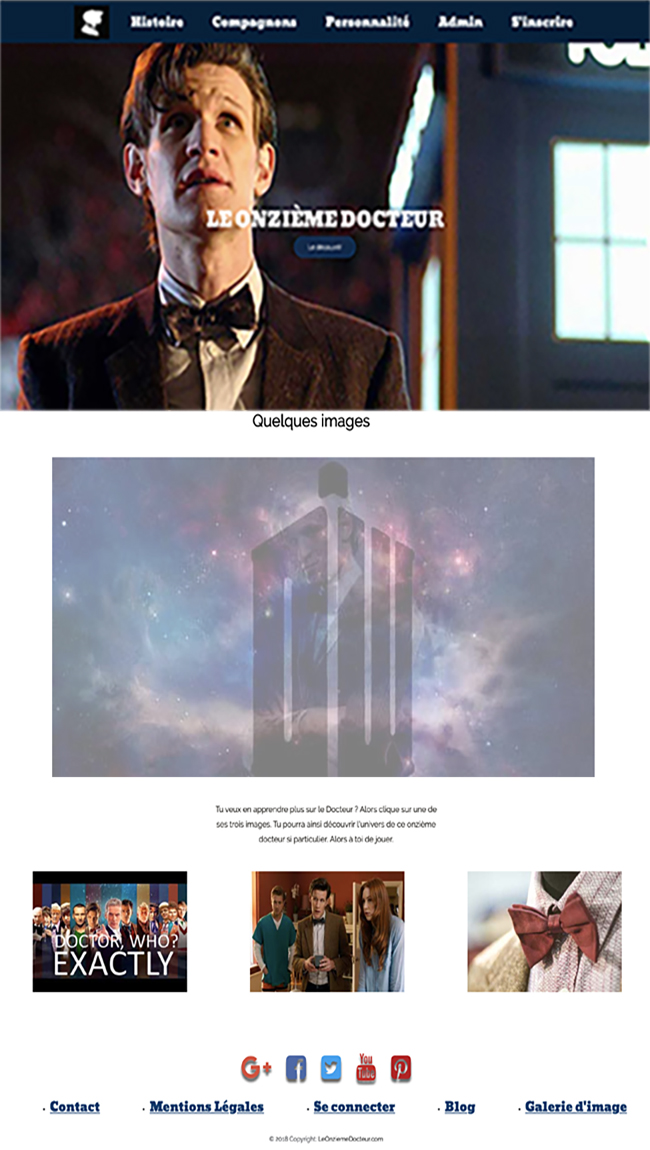 Histoire Compagnons Personnalité Admin S'inscrire
LE ONZIÈME DOCTEUR
Le découvrir
Quelques images
Tu veux en apprendre plus sur le Docteur ? Alors clique sur une de
ses trois images. Tu pourra ainsi découvrir l'univers de ce onzième
docteur si particulier. Alors à toi de jouer.
DOCTOR, WHO?
EXACTLY
G+ f You Tube P
Contact Mentions Légales Se connecter Blog Galerie d'image
© 2018 Copyright: LeOnziemeDocteur.com